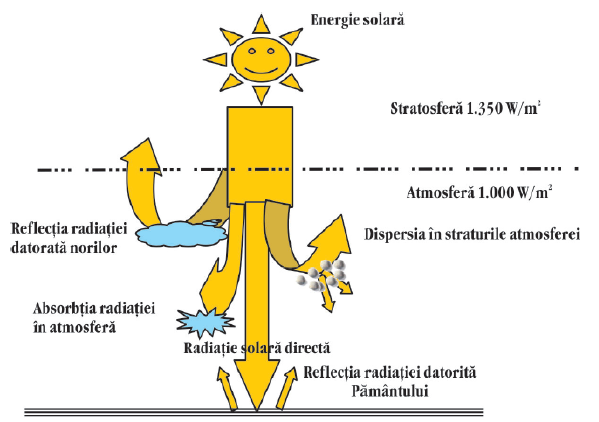 Energie solară
Stratosferă 1.350 W/m²
Atmosferă 1.000 W/m²
Reflecția radiației
datorată norilor
Dispersia în straturile atmosferei
Absorbția radiației
în atmosferă
Radiație solară directă
Reflecția radiației datorită
Pământului